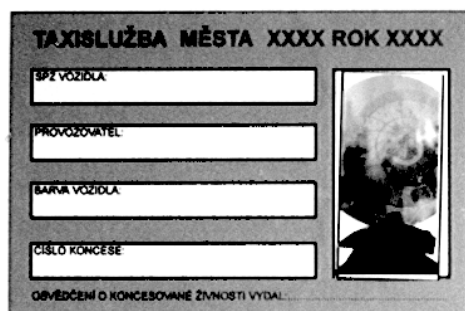 TAXISLUŽBA MĚSTA XXXX ROK XXXX
SPZ VOZIDLA:
PROVOZOVATEL:
BARVA VOZIDLA:
ČÍSLO KONCESE:
OSVĚDČENÍ O KONCESOVANÉ ŽIVNOSTI VYDAL: